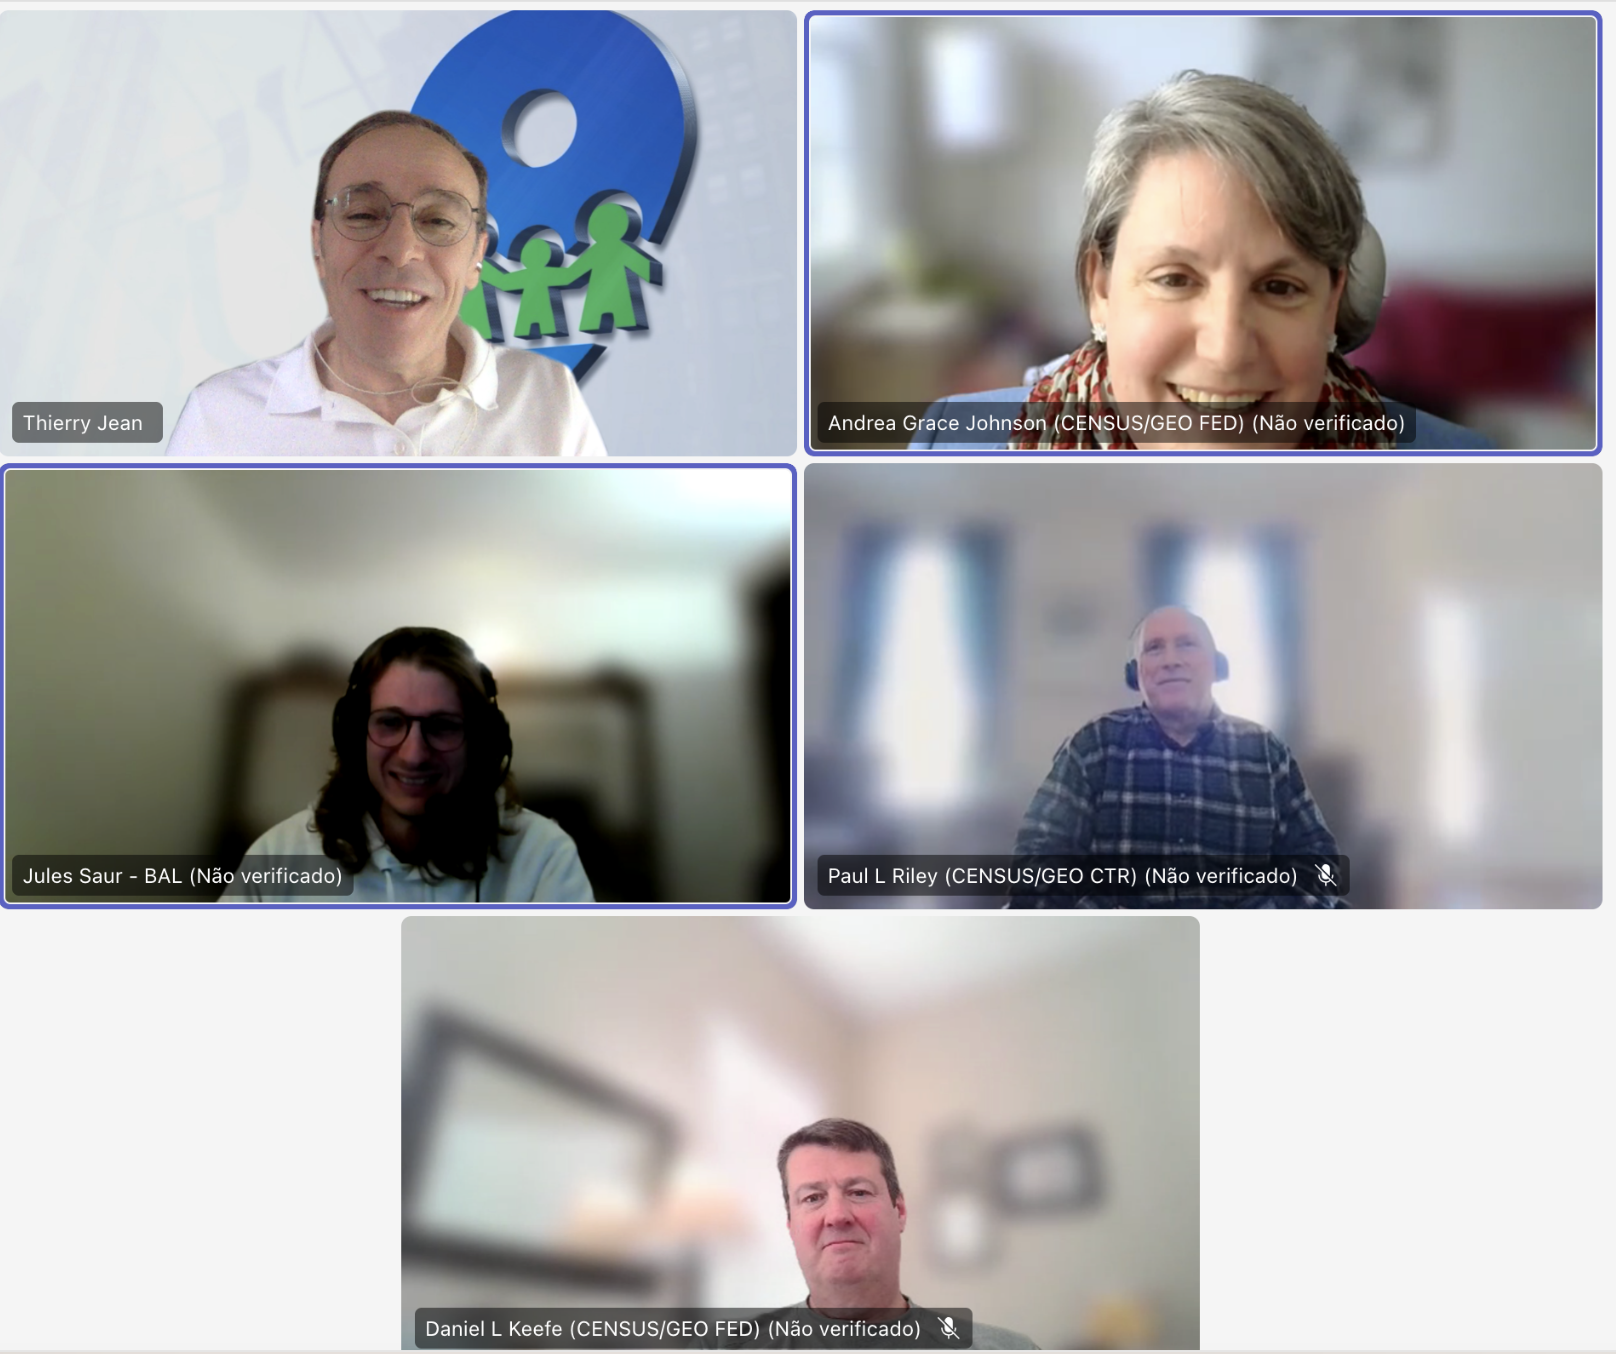 Thierry Jean
Andrea Grace Johnson (CENSUS/GEO FED) (Não verificado)
Jules Saur - BAL (Não verificado)
Paul L Riley (CENSUS/GEO CTR) (Não verificado)
Daniel L Keefe (CENSUS/GEO FED) (Não verificado)